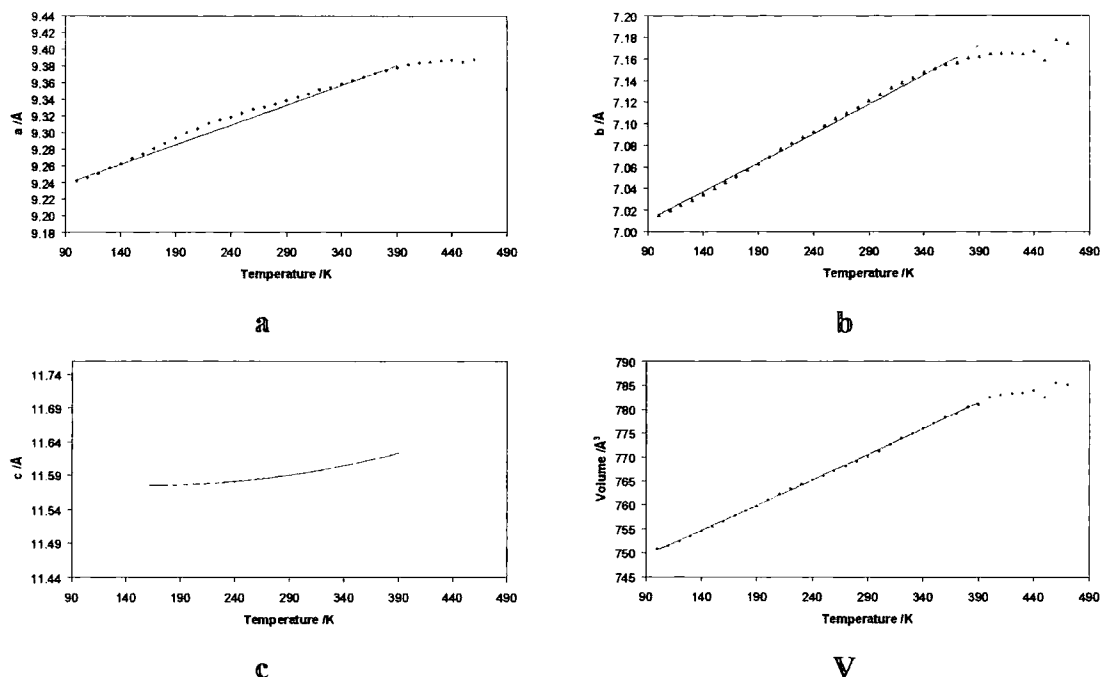 9.44
9.42
9.40
9.38
9.36
9.34
9.32
9.30
9.28
9.26
9.24
9.22
9.20
9.18
a /Å
90 140 190 240 290 340 390 440 490
Temperature /K
a
7.20
7.18
7.16
7.14
7.12
7.10
7.08
7.06
7.04
7.02
7.00
b /Å
90 140 190 240 290 340 390 440 490
Temperature /K
b
11.74
11.69
11.64
11.59
11.54
11.49
11.44
c /Å
90 140 190 240 290 340 390 440 490
Temperature /K
c
790
785
780
775
770
765
760
755
750
745
Volume /Å³
90 140 190 240 290 340 390 440 490
Temperature /K
V